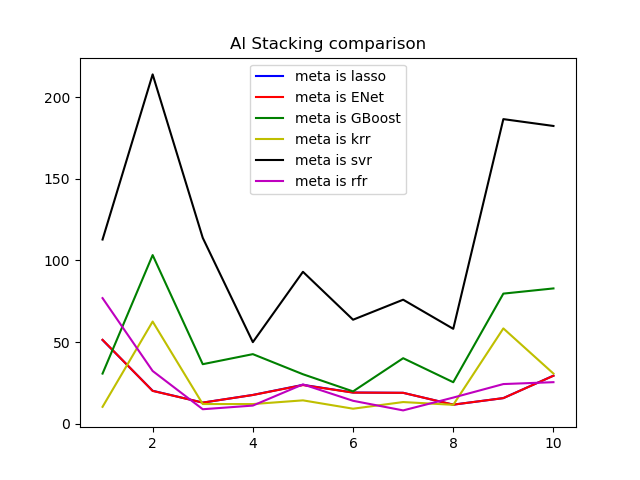 Al Stacking comparison
meta is lasso
meta is ENet
meta is GBoost
meta is krr
meta is svr
meta is rfr
200
150
100
50
0
2 4 6 8 10